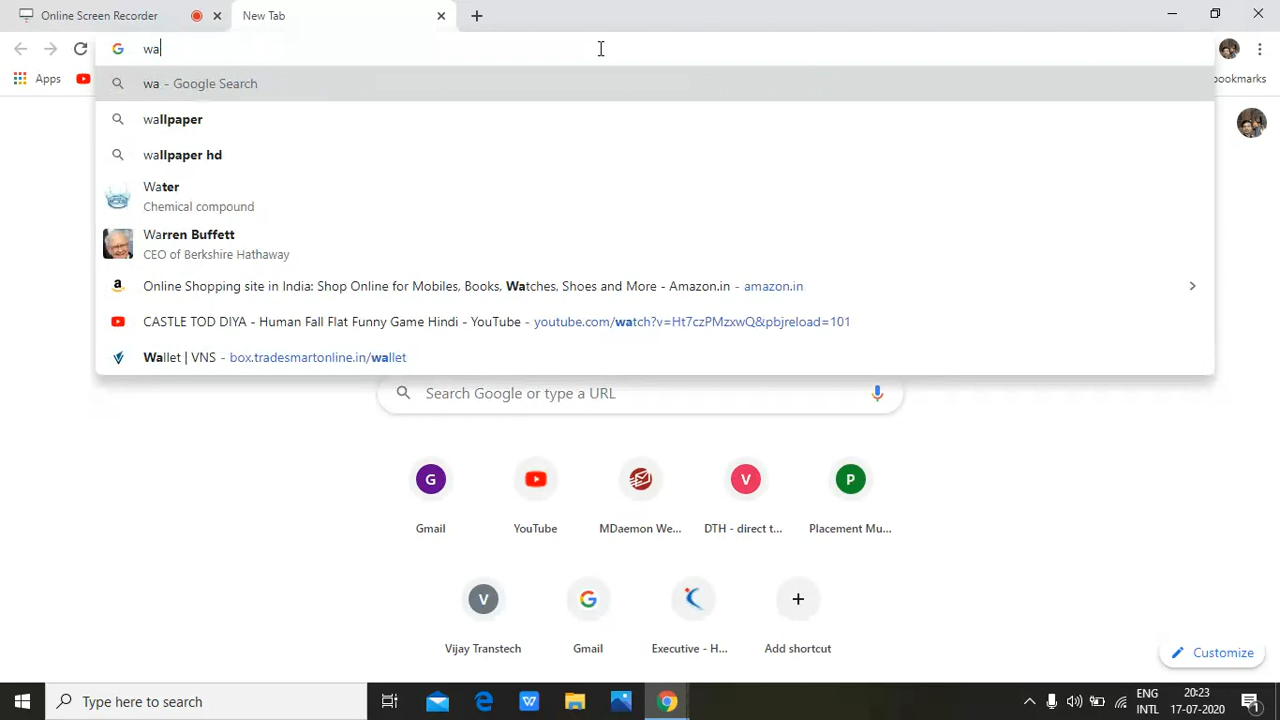 Online Screen Recorder
New Tab
wa
Apps
bookmarks
wa - Google Search
wallpaper
wallpaper hd
Water
Chemical compound
Warren Buffett
CEO of Berkshire Hathaway
a
Online Shopping site in India: Shop Online for Mobiles, Books, Watches, Shoes and More - Amazon.in - amazon.in
CASTLE TOD DIYA - Human Fall Flat Funny Game Hindi - YouTube - youtube.com/watch?v=Ht7czPMzxwQ&pbjreload=101
Wallet | VNS - box.tradesmartonline.in/wallet
Search Google or type a URL
G
V
P
Gmail
YouTube
MDaemon We...
DTH - direct t...
Placement Mu...
V
Vijay Transtech
Gmail
Executive - H...
Add shortcut
Customize
Type here to search
ENG
INTL
20:23
17-07-2020
1